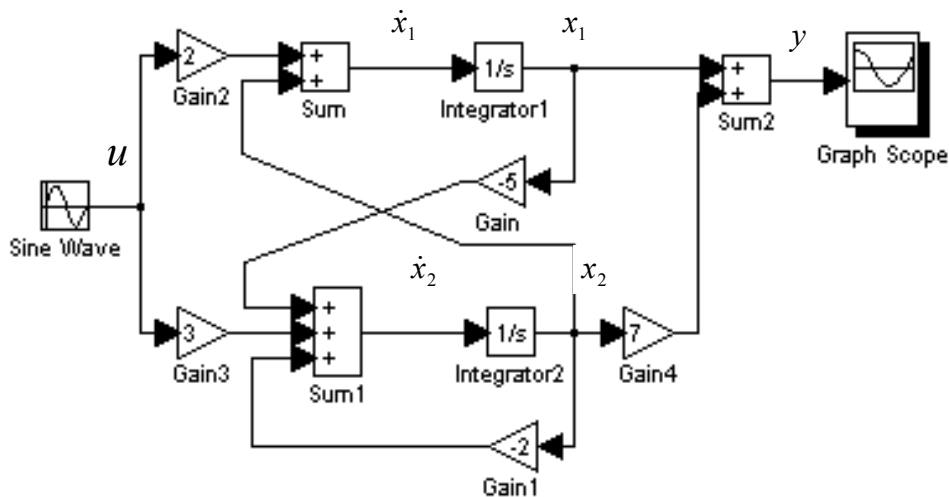 ẋ₁ x₁ y
2 + + 1/s + +
Gain2 Sum Integrator1 Sum2
Graph Scope
u
-5
Sine Wave Gain
ẋ₂ x₂
3 + + + 1/s 7
Gain3 Sum1 Integrator2 Gain4
-2
Gain1